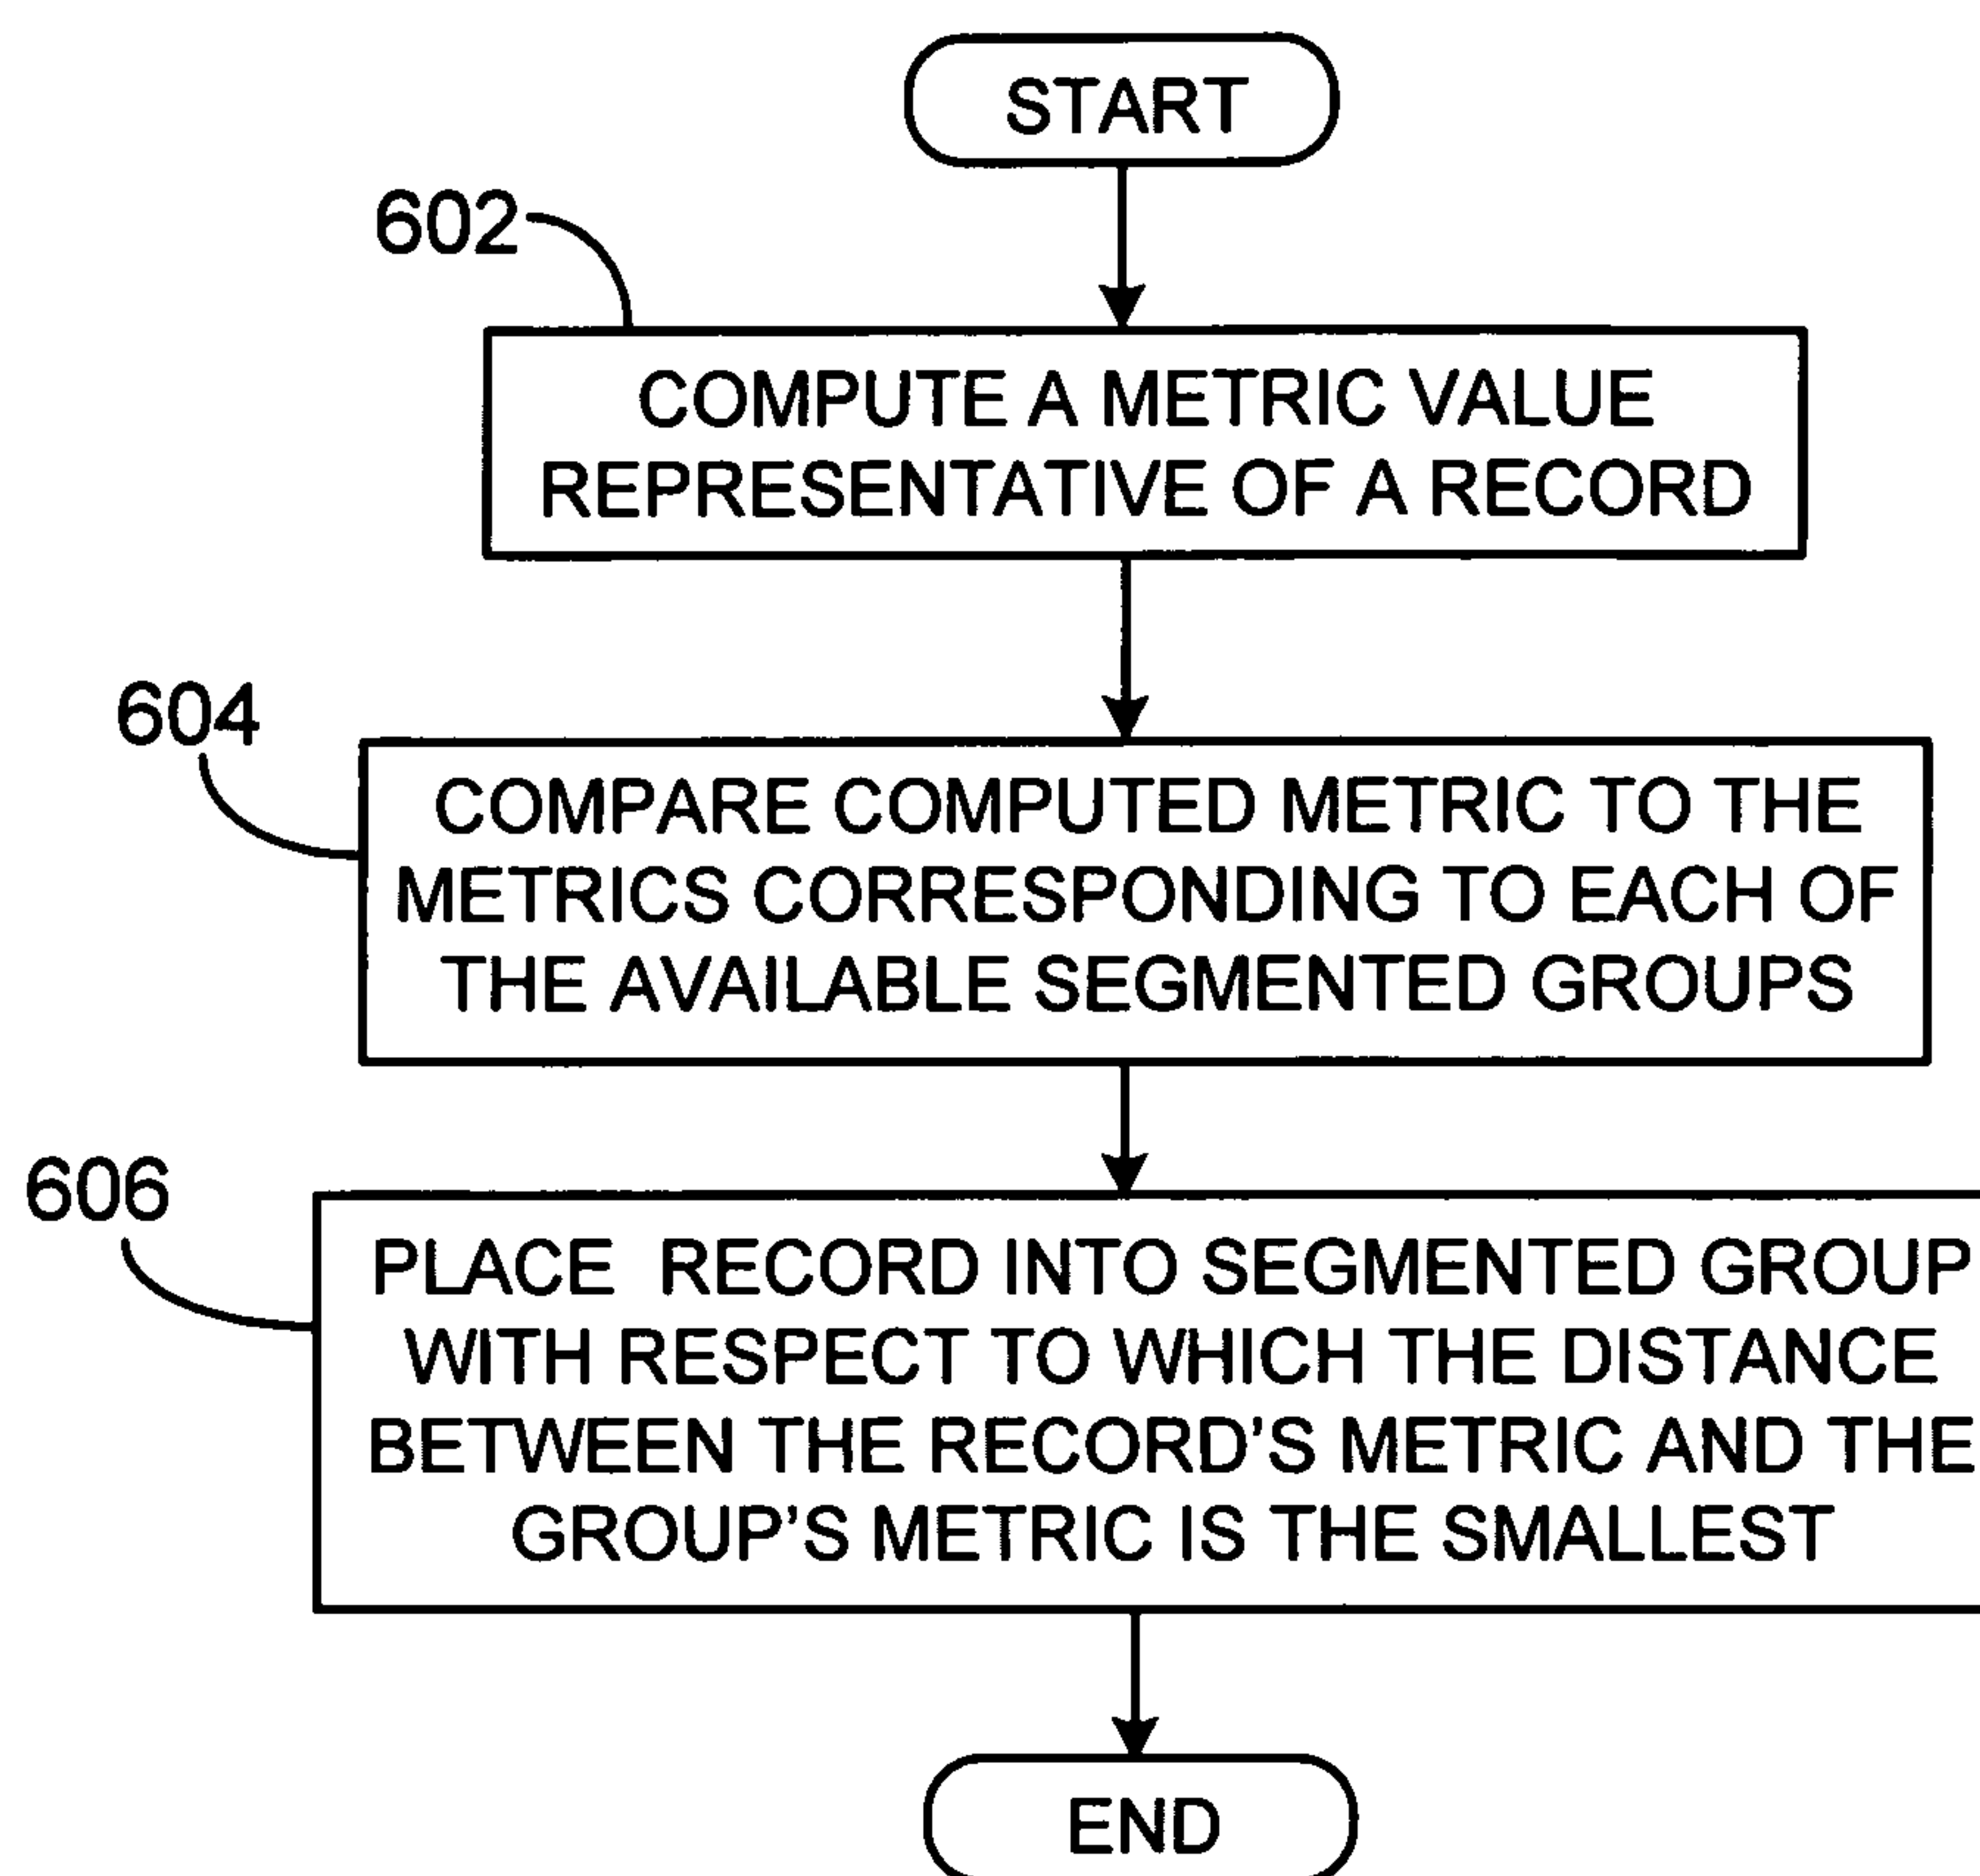 START
602
COMPUTE A METRIC VALUE
REPRESENTATIVE OF A RECORD
604
COMPARE COMPUTED METRIC TO THE
METRICS CORRESPONDING TO EACH OF
THE AVAILABLE SEGMENTED GROUPS
606
PLACE RECORD INTO SEGMENTED GROUP
WITH RESPECT TO WHICH THE DISTANCE
BETWEEN THE RECORD'S METRIC AND THE
GROUP'S METRIC IS THE SMALLEST
END